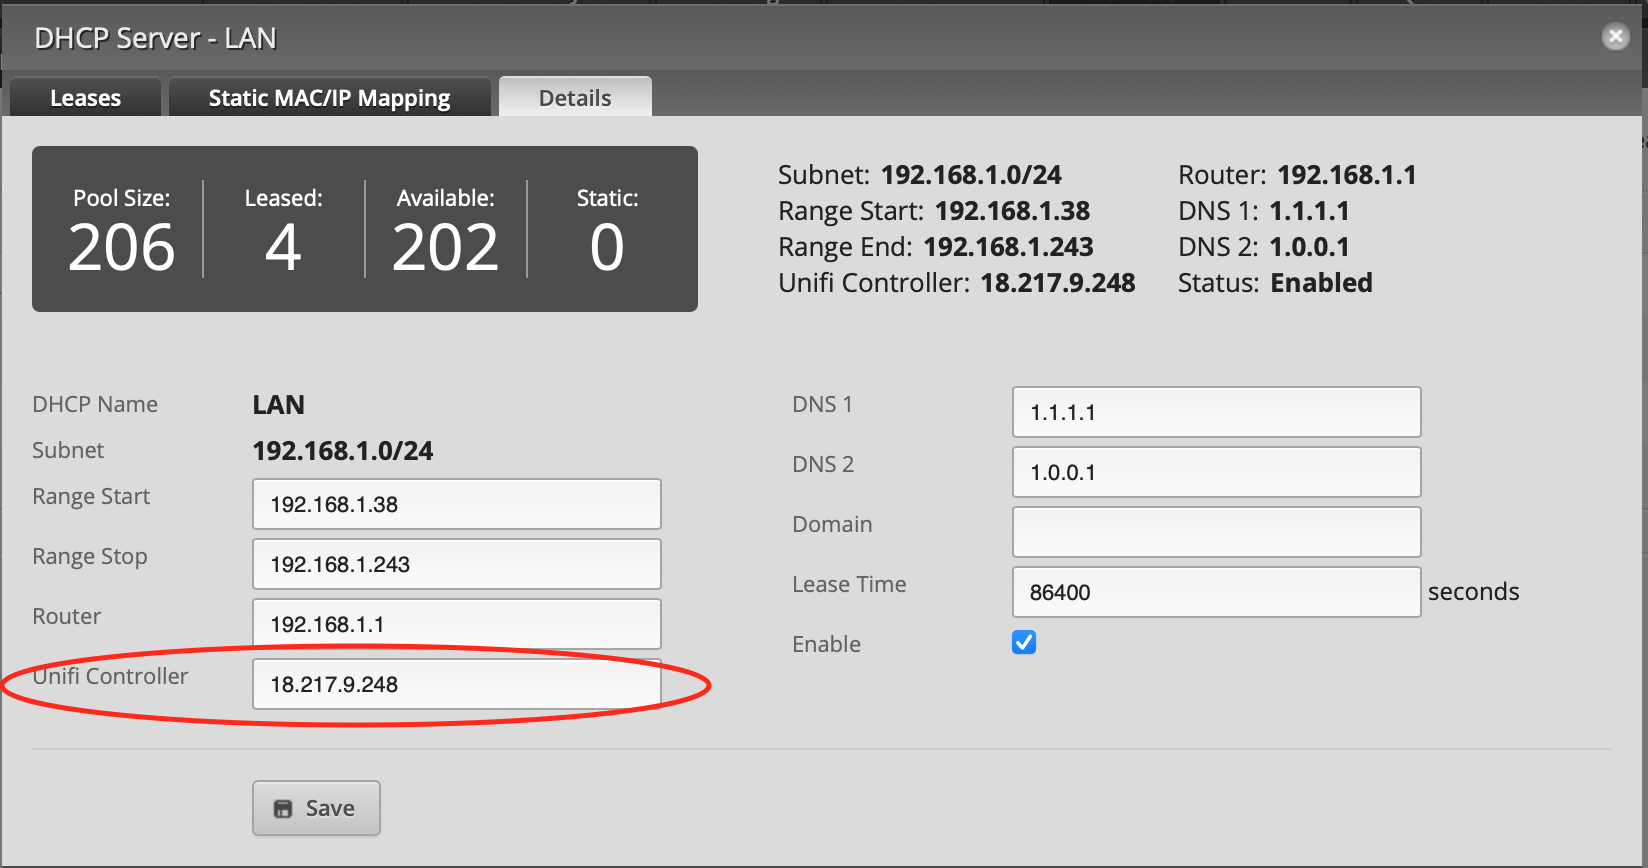 DHCP Server - LAN
Leases Static MAC/IP Mapping Details
Pool Size: Leased: Available: Static:
206 4 202 0
Subnet: 192.168.1.0/24 Router: 192.168.1.1
Range Start: 192.168.1.38 DNS 1: 1.1.1.1
Range End: 192.168.1.243 DNS 2: 1.0.0.1
Unifi Controller: 18.217.9.248 Status: Enabled
DHCP Name LAN
Subnet 192.168.1.0/24
Range Start 192.168.1.38
Range Stop 192.168.1.243
Router 192.168.1.1
Unifi Controller 18.217.9.248
DNS 1 1.1.1.1
DNS 2 1.0.0.1
Domain
Lease Time 86400 seconds
Enable
Save